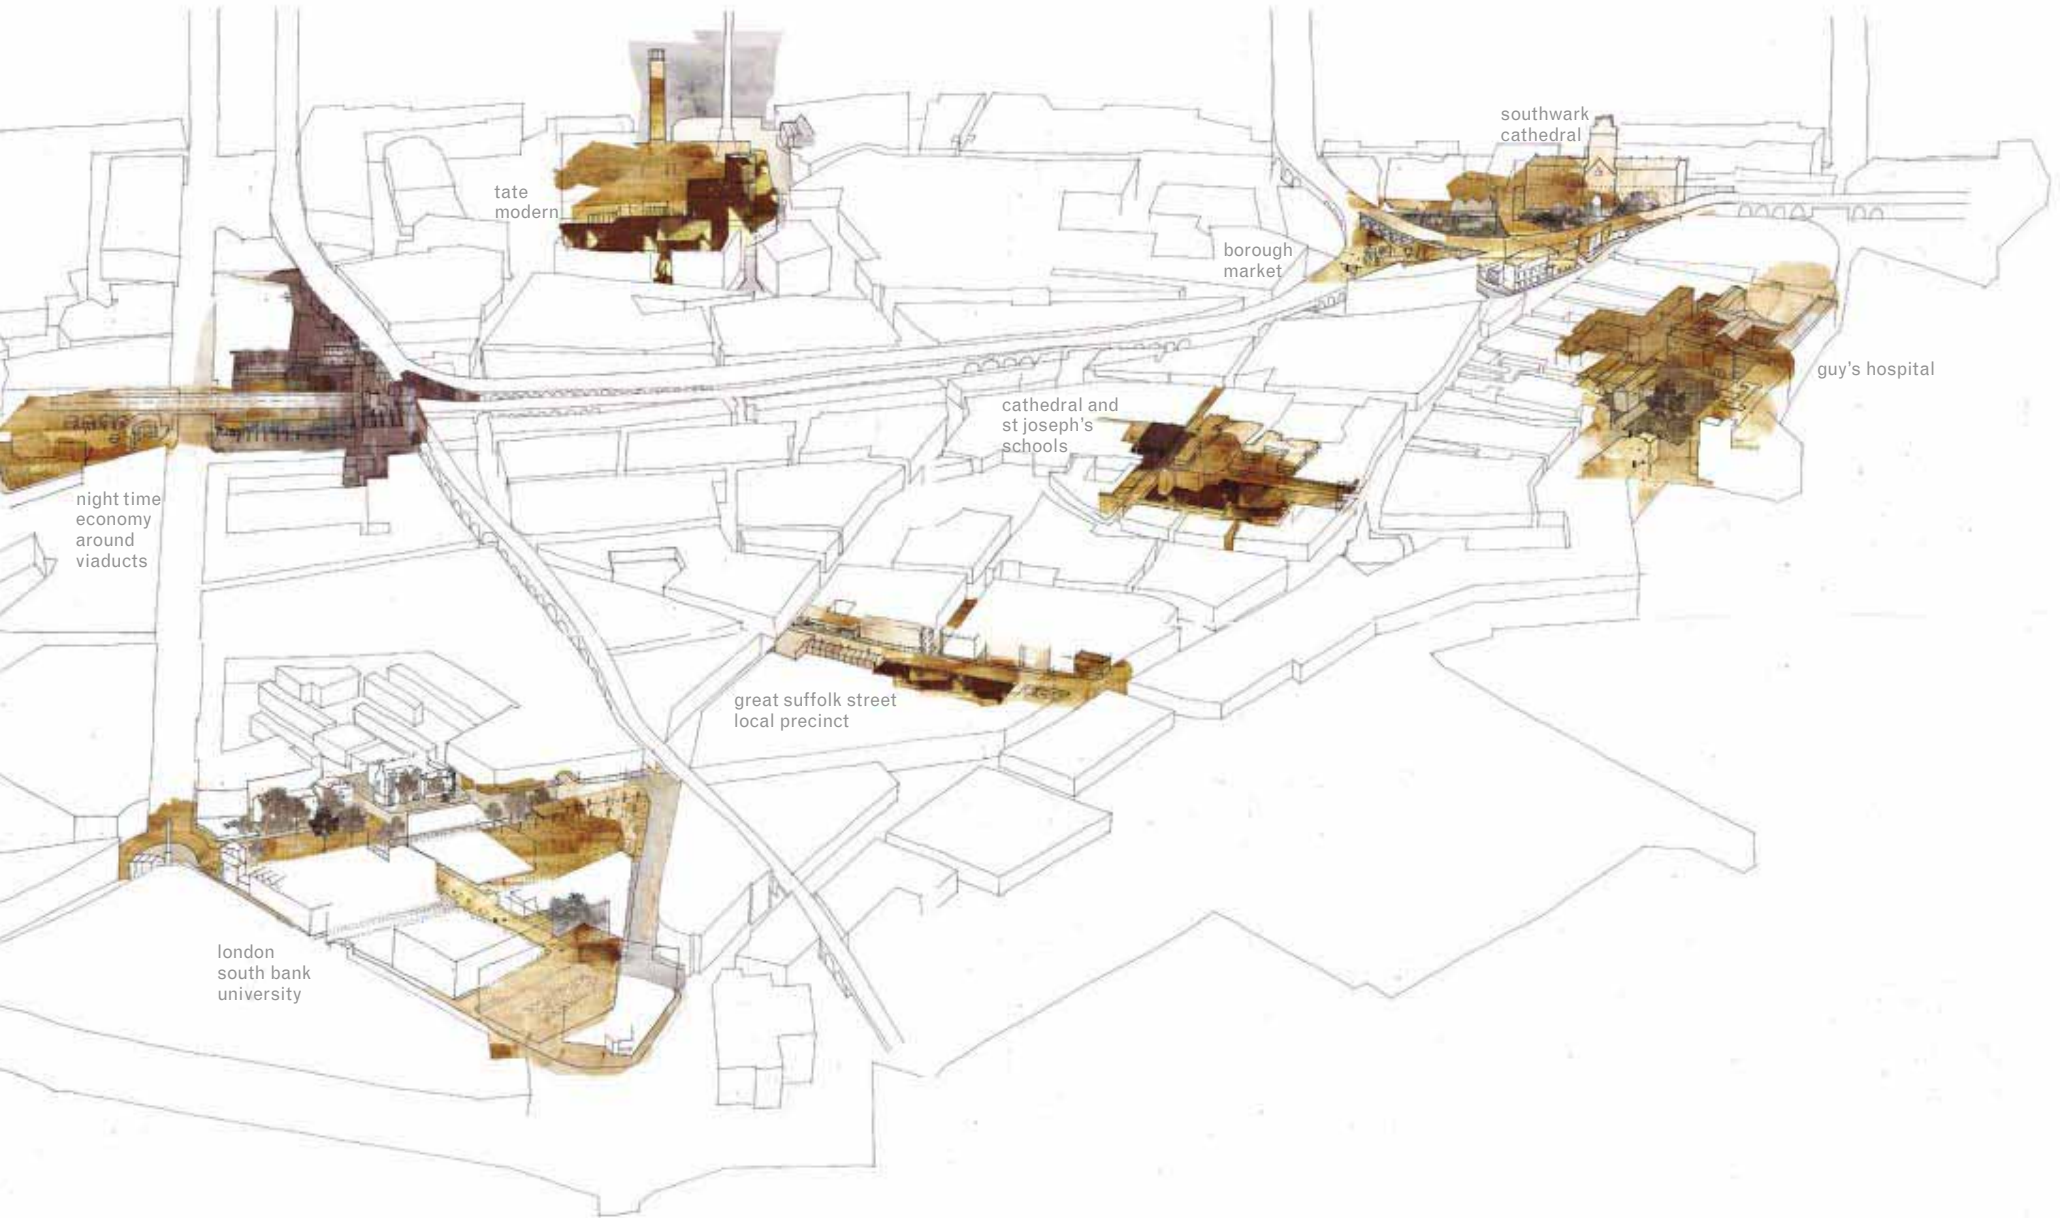 southwark
cathedral
tate
modern
borough
market
guy's hospital
cathedral and
st joseph's
schools
night time
economy
around
viaducts
great suffolk street
local precinct
london
south bank
university